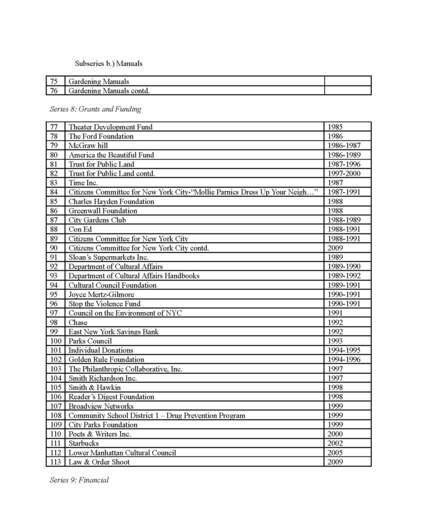 Subseries b.) Manuals
75 Gardening Manuals
76 Gardening Manuals contd.
Series 8: Grants and Funding
77 Theater Development Fund 1985
78 The Ford Foundation 1986
79 McGraw hill 1986-1987
80 America the Beautiful Fund 1986-1989
81 Trust for Public Land 1987-1996
82 Trust for Public Land contd. 1997-2000
83 Time Inc. 1987
84 Citizens Committee for New York City-"Mollie Parnies Dress Up Your Neigh…" 1987-1991
85 Charles Hayden Foundation 1988
86 Greenwall Foundation 1988
87 City Gardens Club 1988-1989
88 Con Ed 1988-1991
89 Citizens Committee for New York City 1988-1991
90 Citizens Committee for New York City contd. 2009
91 Sloan's Supermarkets Inc. 1989
92 Department of Cultural Affairs 1989-1990
93 Department of Cultural Affairs Handbooks 1989-1992
94 Cultural Council Foundation 1989-1991
95 Joyce Mertz-Gilmore 1990-1991
96 Stop the Violence Fund 1990-1991
97 Council on the Environment of NYC 1991
98 Chase 1992
99 East New York Savings Bank 1992
100 Parks Council 1993
101 Individual Donations 1994-1995
102 Golden Rule Foundation 1994-1996
103 The Philanthropic Collaborative, Inc. 1997
104 Smith Richardson Inc. 1997
105 Smith & Hawkin 1998
106 Reader's Digest Foundation 1998
107 Broadview Networks 1999
108 Community School District 1 – Drug Prevention Program 1999
109 City Parks Foundation 1999
110 Poets & Writers Inc. 2000
111 Starbucks 2002
112 Lower Manhattan Cultural Council 2005
113 Law & Order Shoot 2009
Series 9: Financial